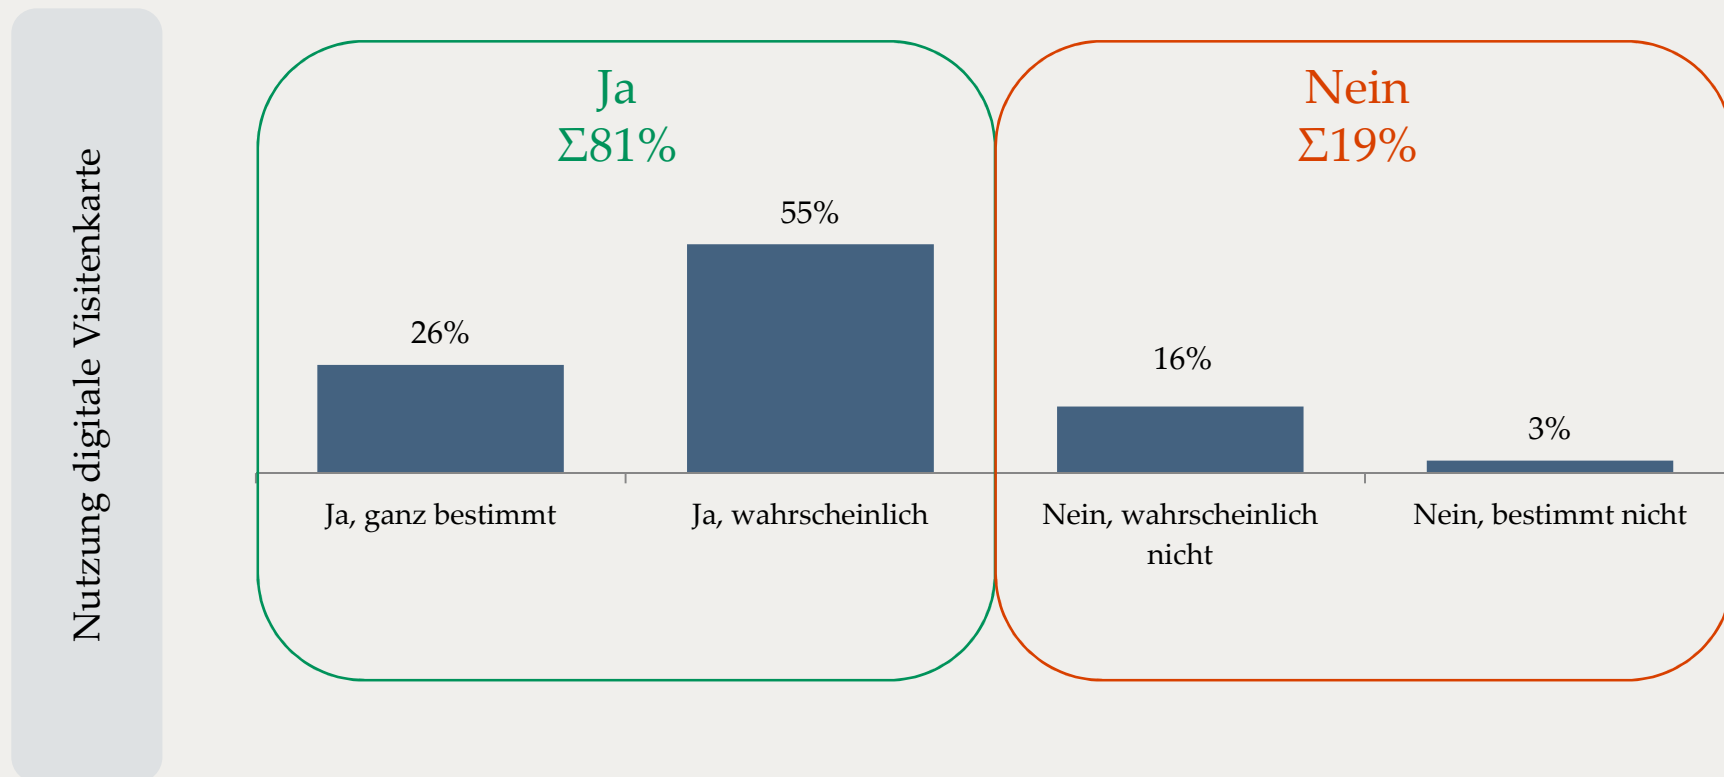 Nutzung digitale Visitenkarte
Ja
Σ81%
Nein
Σ19%
26%
55%
16%
3%
Ja, ganz bestimmt
Ja, wahrscheinlich
Nein, wahrscheinlich
nicht
Nein, bestimmt nicht